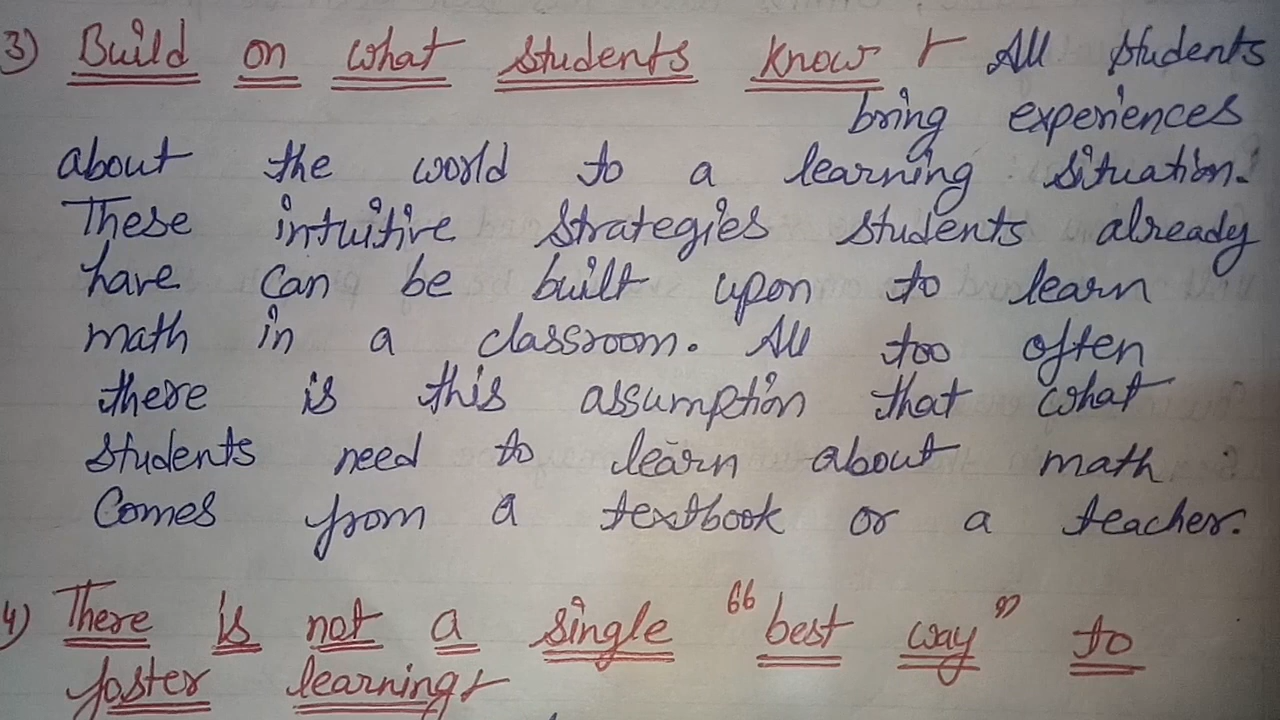 3) Build on what students know :- All students
bring experiences
about the world to a learning situation.
These intuitive strategies students already
have can be built upon to learn
math in a classroom. All too often
there is this assumption that what
students need to learn about math
Comes from a textbook or a teacher.
4) There is not a single "best way" to
foster learning :-